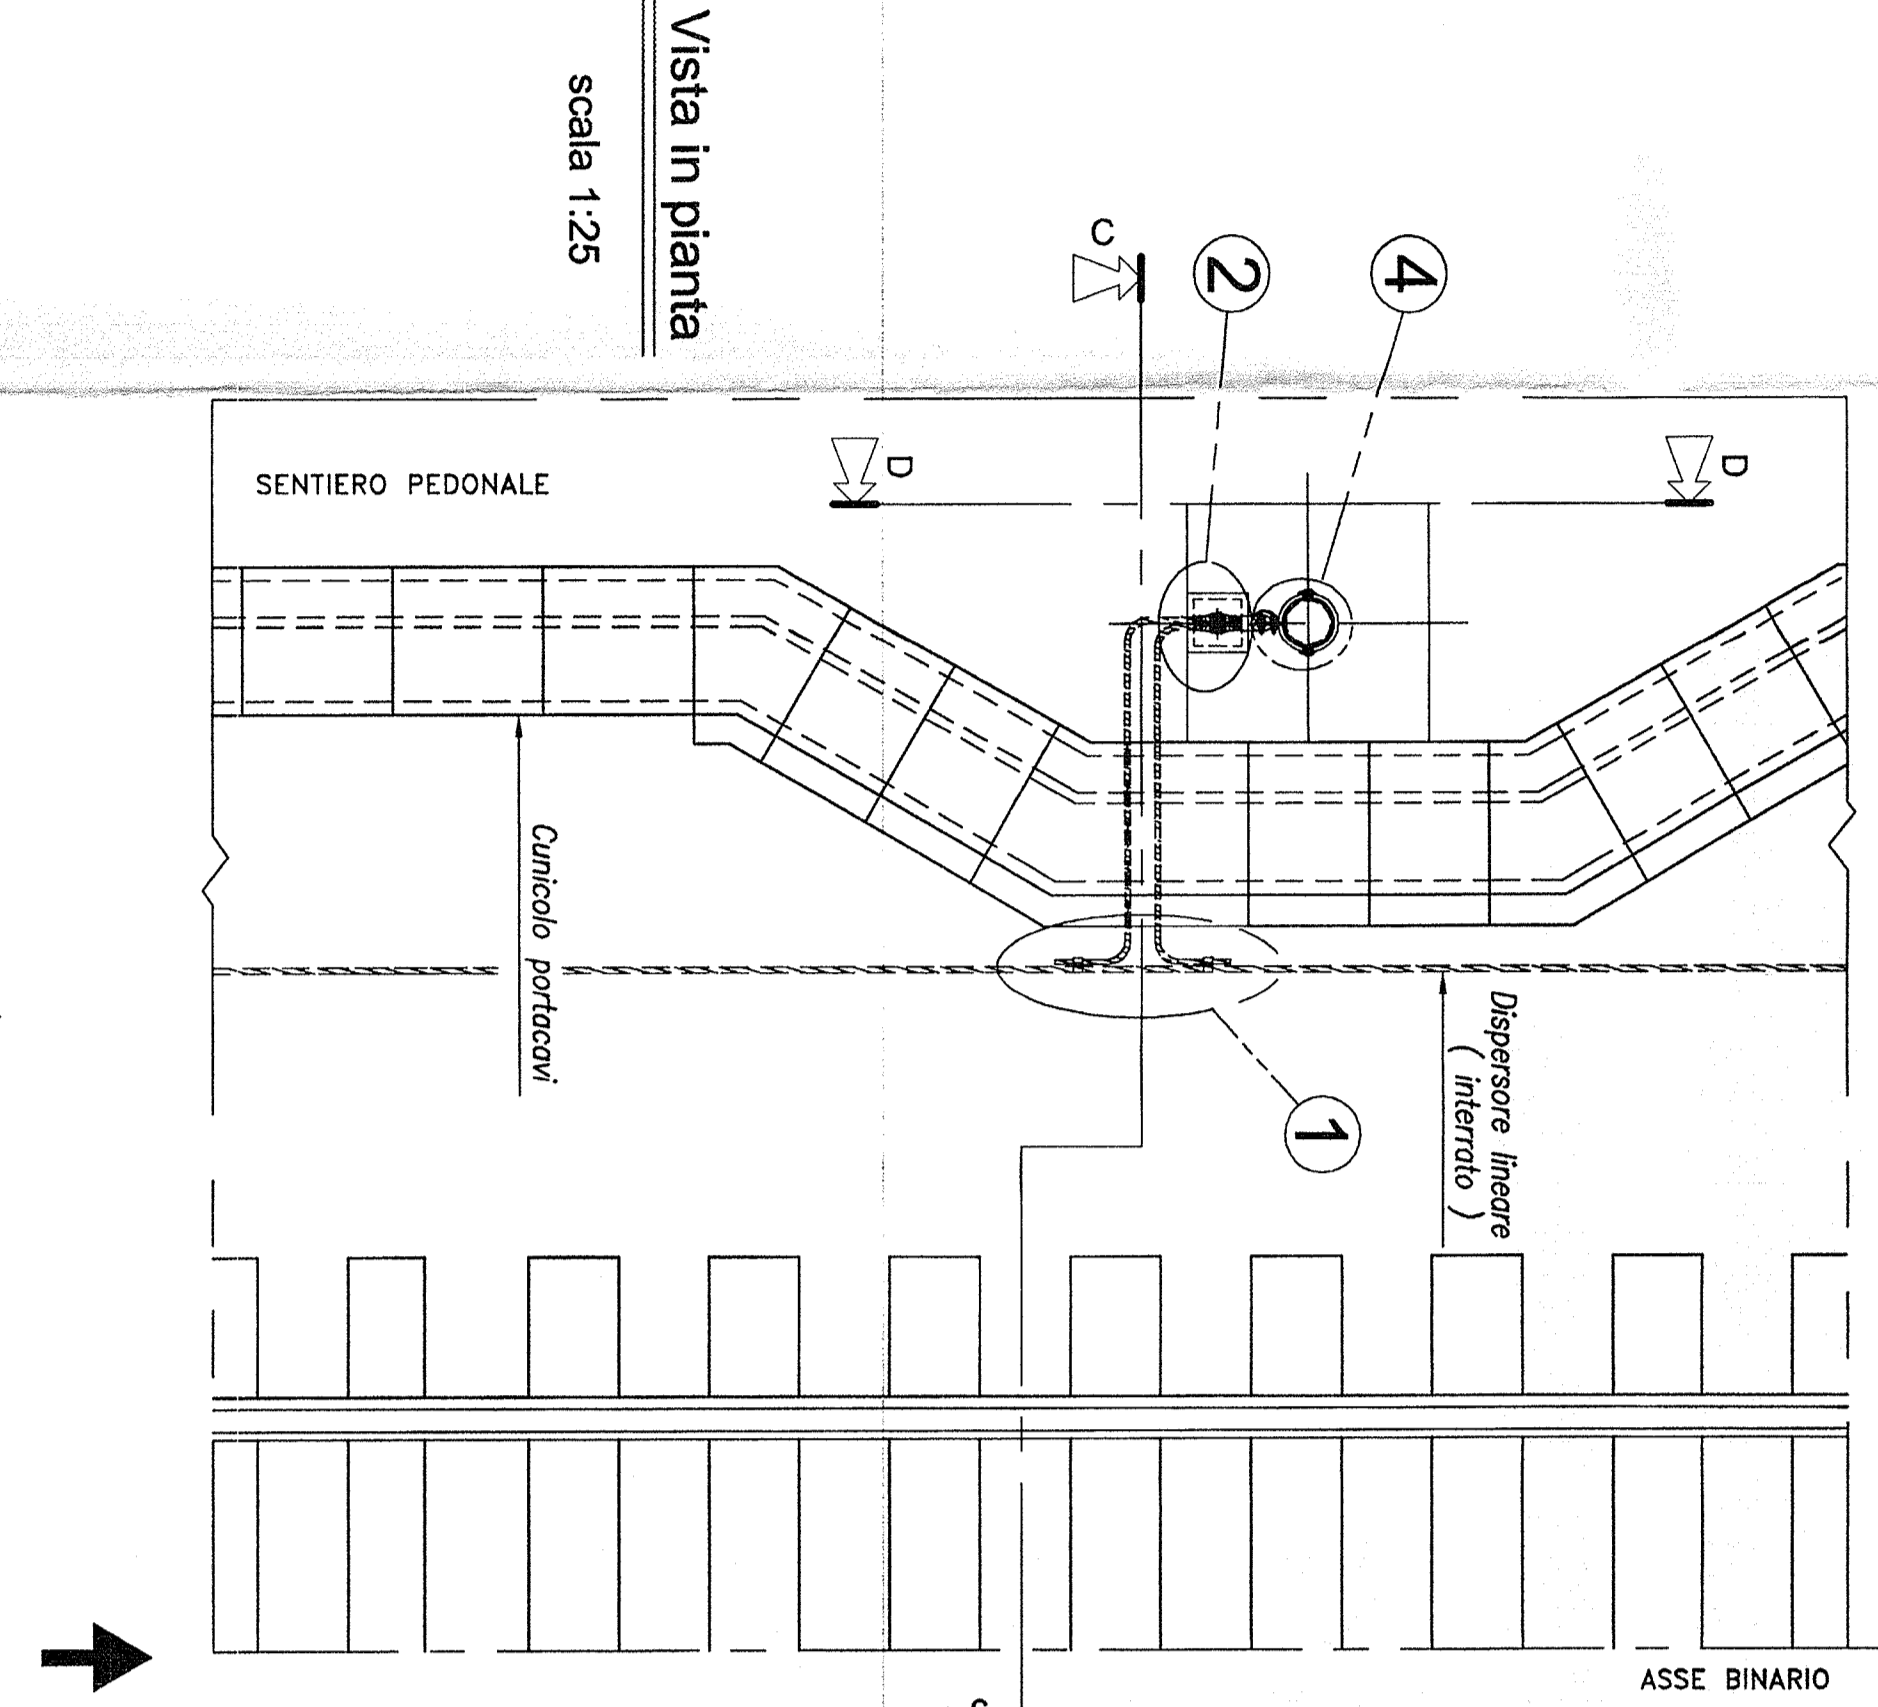 Vista in pianta
scala 1:25
C
2
4
D
D
SENTIERO PEDONALE
Cunicolo portacavi
Dispersore lineare
( interrato )
1
ASSE BINARIO